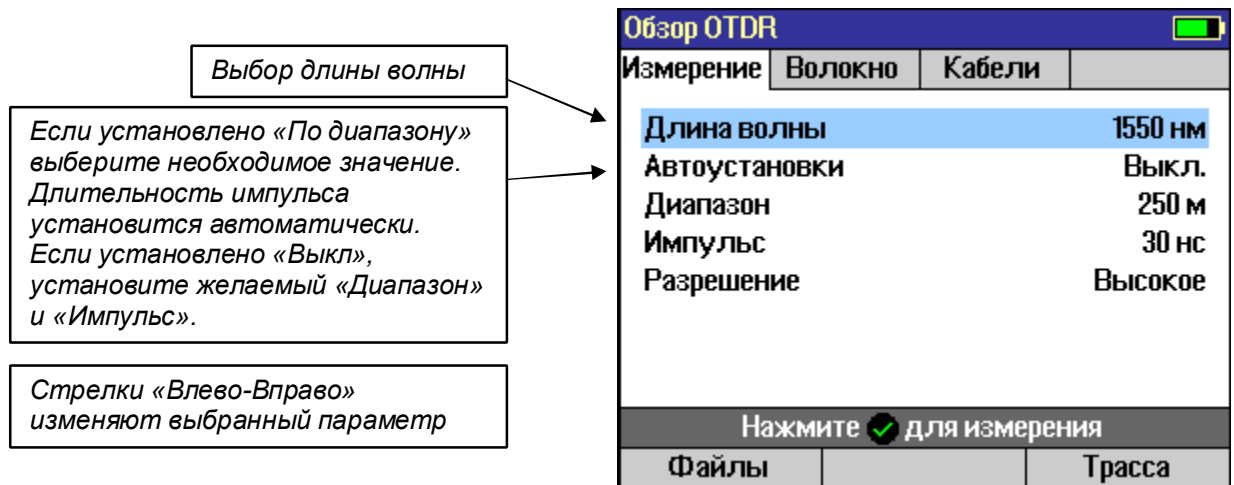 Выбор длины волны
Если установлено «По диапазону»
выберите необходимое значение.
Длительность импульса
установится автоматически.
Если установлено «Выкл»,
установите желаемый «Диапазон»
и «Импульс».
Стрелки «Влево-Вправо»
изменяют выбранный параметр
Обзор OTDR
Измерение Волокно Кабели
Длина волны 1550 нм
Автоустановки Выкл.
Диапазон 250 м
Импульс 30 нс
Разрешение Высокое
Нажмите для измерения
Файлы Трасса